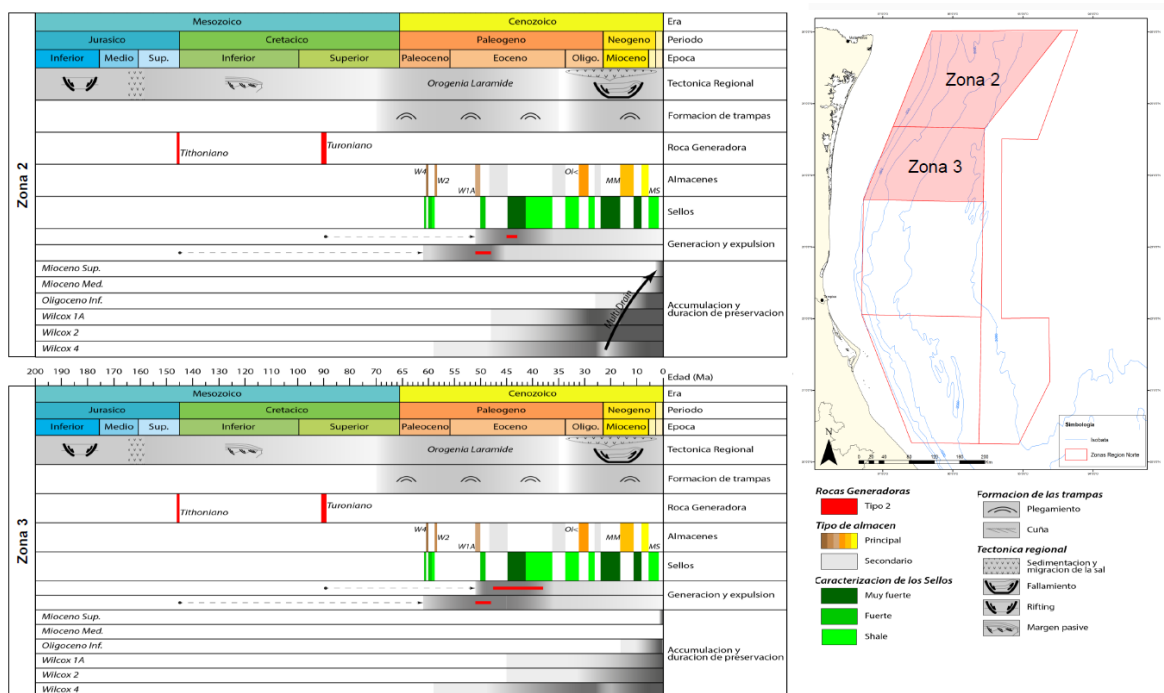 Zona 2
Mesozoico
Cenozoico
Era
Jurasico
Cretacico
Paleogeno
Neogeno
Periodo
Inferior
Medio
Sup.
Inferior
Superior
Paleoceno
Eoceno
Oligo.
Mioceno
Epoca
Orogenia Laramide
Tectonica Regional
Formacion de trampas
Tithoniano
Turoniano
Roca Generadora
W4
W2
W1A
Ol<
MM
MS
Almacenes
Sellos
Generacion y expulsion
Mioceno Sup.
Mioceno Med.
Oligoceno Inf.
Wilcox 1A
Wilcox 2
Wilcox 4
MultiDrain
Accumulacion y
duracion de preservacion
200 190 180 170 160 150 140 130 120 110 100 90 80 70 65 60 55 50 45 40 35 30 25 20 15 10 0
Edad (Ma)
Zona 3
Mesozoico
Cenozoico
Era
Jurasico
Cretacico
Paleogeno
Neogeno
Periodo
Inferior
Medio
Sup.
Inferior
Superior
Paleoceno
Eoceno
Oligo.
Mioceno
Epoca
Orogenia Laramide
Tectonica Regional
Formacion de trampas
Tithoniano
Turoniano
Roca Generadora
W4
W2
W1A
Ol<
MM
MS
Almacenes
Sellos
Generacion y expulsion
Mioceno Sup.
Mioceno Med.
Oligoceno Inf.
Wilcox 1A
Wilcox 2
Wilcox 4
Accumulacion y
duracion de preservacion
Zona 2
Zona 3
N
Simbología
Isobata
Zonas Region Norte
Rocas Generadoras
Tipo 2
Tipo de almacen
Principal
Secondario
Caracterizacion de los Sellos
Muy fuerte
Fuerte
Shale
Formacion de las trampas
Plegamiento
Cuña
Tectonica regional
Sedimentacion y
migracion de la sal
Fallamiento
Rifting
Margen pasive